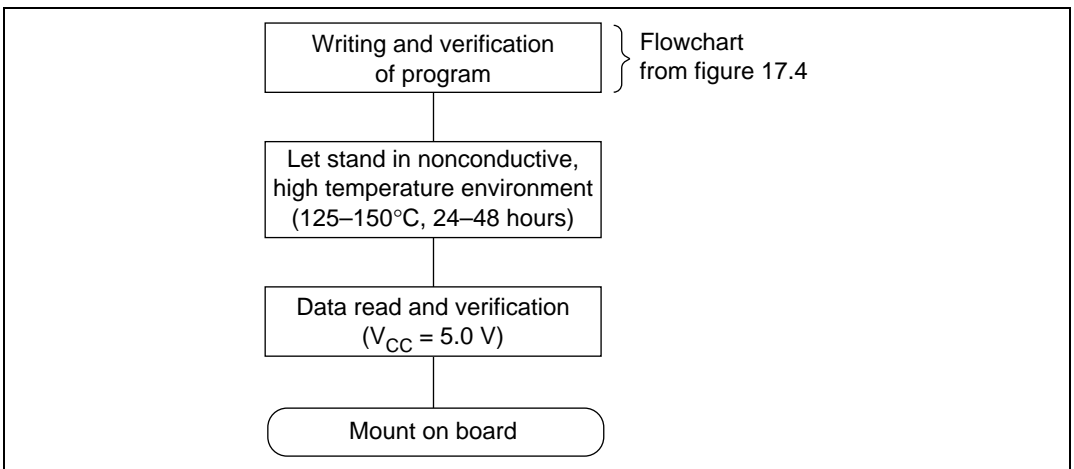 Writing and verification
of program
Flowchart
from figure 17.4
Let stand in nonconductive,
high temperature environment
(125–150°C, 24–48 hours)
Data read and verification
(VCC = 5.0 V)
Mount on board